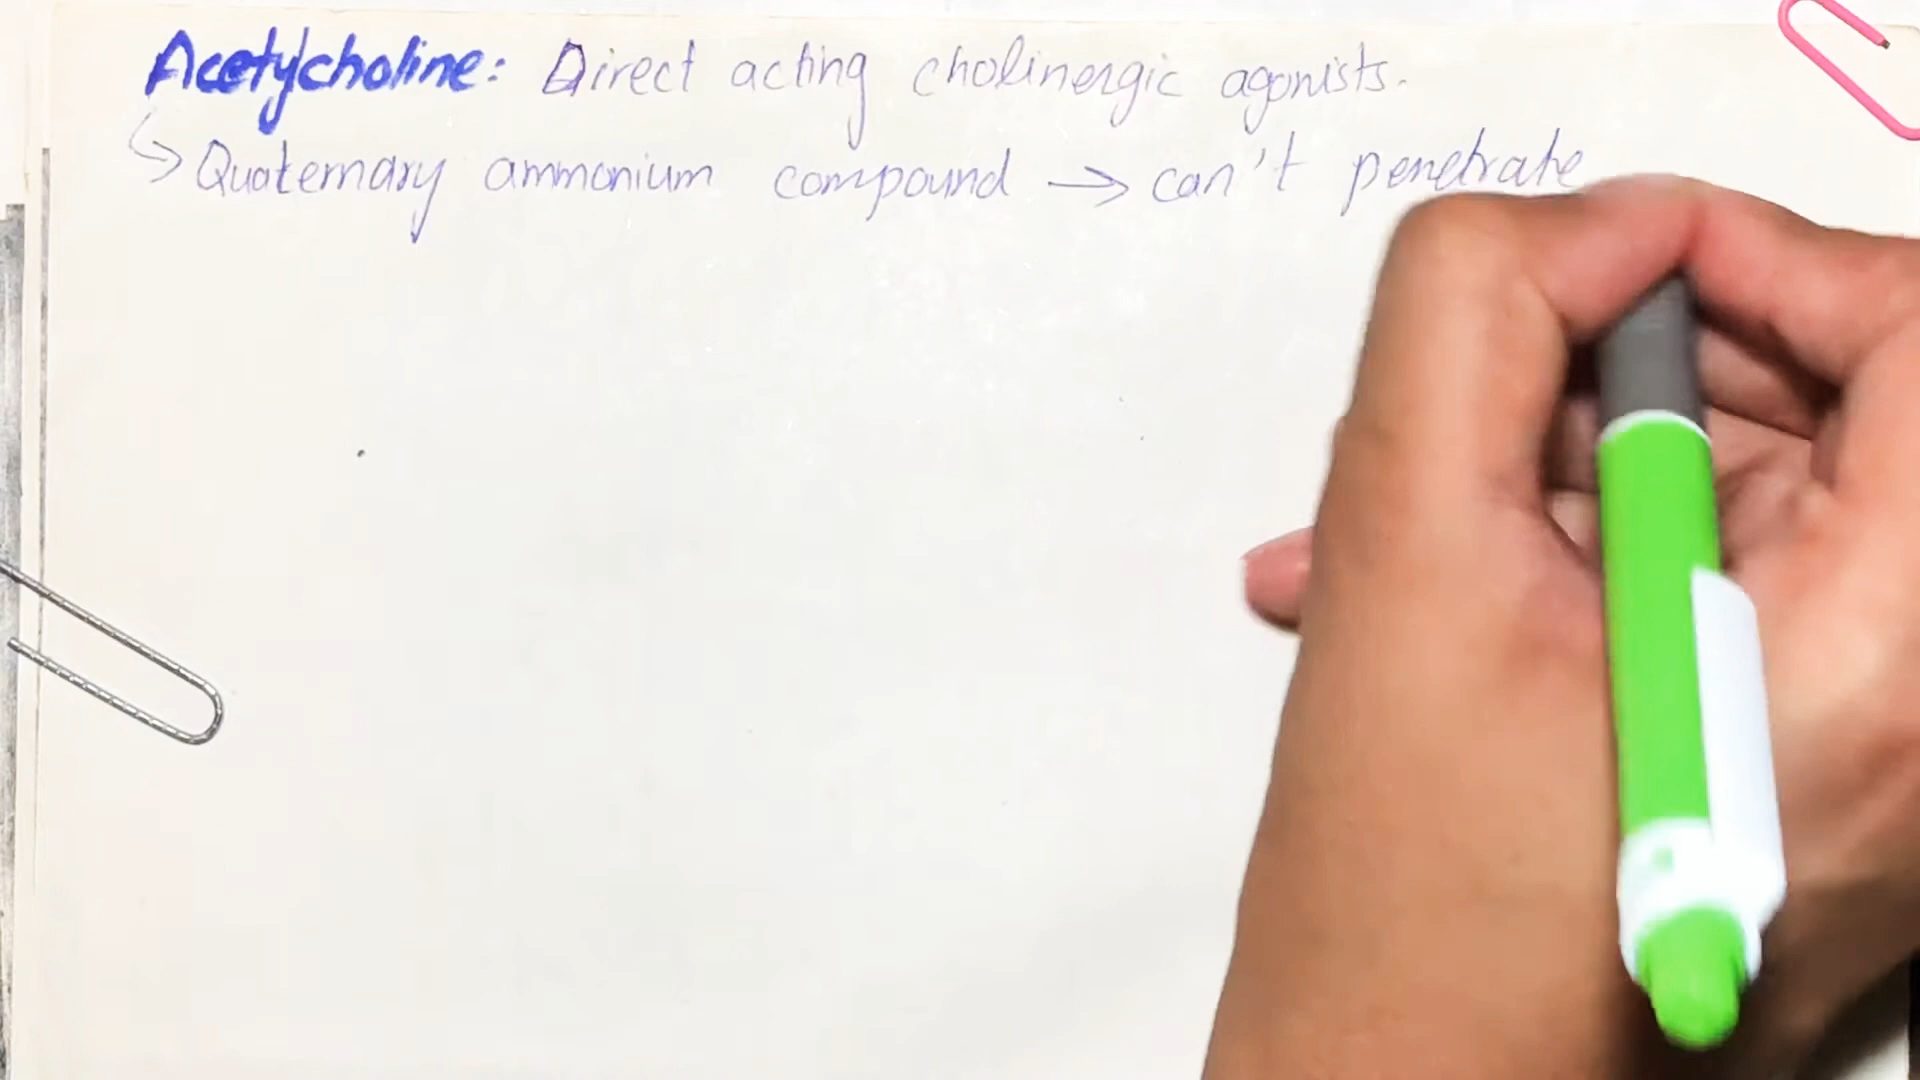 Acetylcholine: Direct acting cholinergic agonists.
↳ Quaternary ammonium compound → can't penetrate